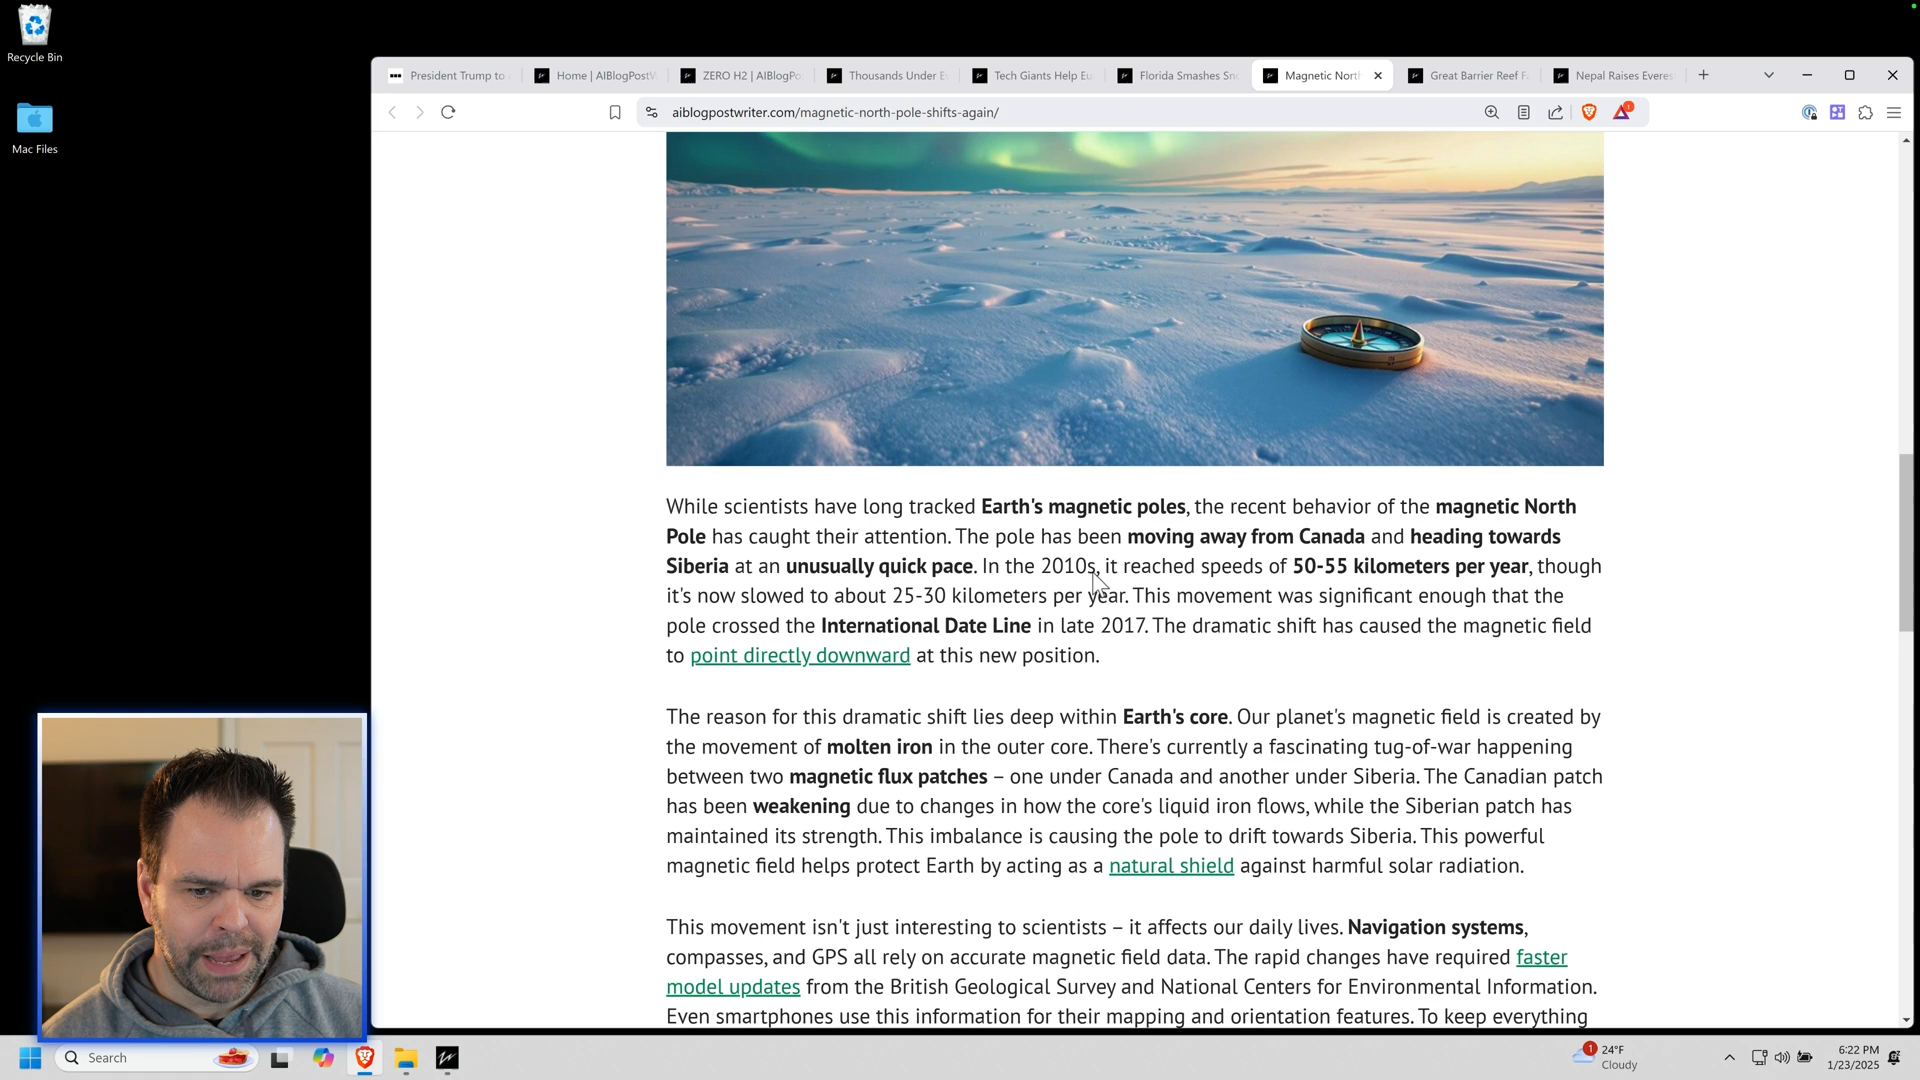 Recycle Bin
Mac Files
President Trump to
Home | AIBlogPostW
ZERO H2 | AIBlogPo
Thousands Under E
Tech Giants Help Eu
Florida Smashes Sn
Magnetic Nort
Great Barrier Reef F
Nepal Raises Everes
aiblogpostwriter.com/magnetic-north-pole-shifts-again/
While scientists have long tracked Earth's magnetic poles, the recent behavior of the magnetic North
Pole has caught their attention. The pole has been moving away from Canada and heading towards
Siberia at an unusually quick pace. In the 2010s, it reached speeds of 50-55 kilometers per year, though
it's now slowed to about 25-30 kilometers per year. This movement was significant enough that the
pole crossed the International Date Line in late 2017. The dramatic shift has caused the magnetic field
to point directly downward at this new position.
The reason for this dramatic shift lies deep within Earth's core. Our planet's magnetic field is created by
the movement of molten iron in the outer core. There's currently a fascinating tug-of-war happening
between two magnetic flux patches – one under Canada and another under Siberia. The Canadian patch
has been weakening due to changes in how the core's liquid iron flows, while the Siberian patch has
maintained its strength. This imbalance is causing the pole to drift towards Siberia. This powerful
magnetic field helps protect Earth by acting as a natural shield against harmful solar radiation.
This movement isn't just interesting to scientists – it affects our daily lives. Navigation systems,
compasses, and GPS all rely on accurate magnetic field data. The rapid changes have required faster
model updates from the British Geological Survey and National Centers for Environmental Information.
Even smartphones use this information for their mapping and orientation features. To keep everything
Search
1
24°F
Cloudy
6:22 PM
1/23/2025